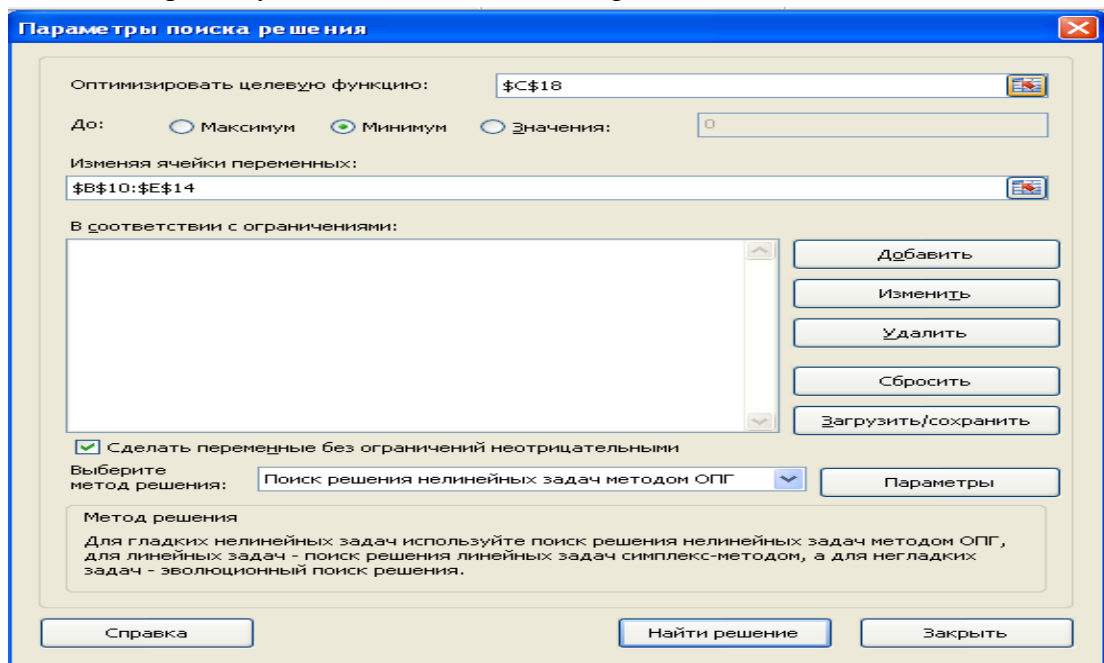 Параметры поиска решения
Оптимизировать целевую функцию: $C$18
До: Максимум Минимум Значения: 0
Изменяя ячейки переменных:
$B$10:$E$14
В соответствии с ограничениями:
Добавить
Изменить
Удалить
Сбросить
Загрузить/сохранить
Сделать переменные без ограничений неотрицательными
Выберите
метод решения: Поиск решения нелинейных задач методом ОПГ Параметры
Метод решения
Для гладких нелинейных задач используйте поиск решения нелинейных задач методом ОПГ,
для линейных задач - поиск решения линейных задач симплекс-методом, а для негладких
задач - эволюционный поиск решения.
Справка Найти решение Закрыть